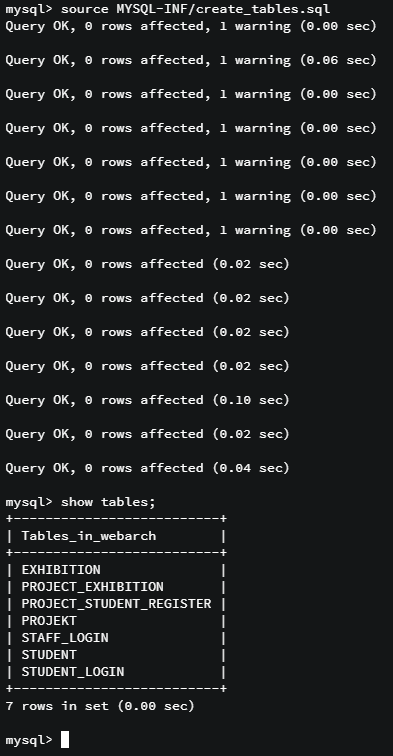 mysql> source MYSQL-INF/create_tables.sql
Query OK, 0 rows affected, 1 warning (0.00 sec)
Query OK, 0 rows affected, 1 warning (0.06 sec)
Query OK, 0 rows affected, 1 warning (0.00 sec)
Query OK, 0 rows affected, 1 warning (0.00 sec)
Query OK, 0 rows affected, 1 warning (0.00 sec)
Query OK, 0 rows affected, 1 warning (0.00 sec)
Query OK, 0 rows affected, 1 warning (0.00 sec)
Query OK, 0 rows affected (0.02 sec)
Query OK, 0 rows affected (0.02 sec)
Query OK, 0 rows affected (0.02 sec)
Query OK, 0 rows affected (0.02 sec)
Query OK, 0 rows affected (0.10 sec)
Query OK, 0 rows affected (0.02 sec)
Query OK, 0 rows affected (0.04 sec)
mysql> show tables;
+--------------------------+
| Tables_in_webarch        |
+--------------------------+
| EXHIBITION               |
| PROJECT_EXHIBITION       |
| PROJECT_STUDENT_REGISTER |
| PROJEKT                  |
| STAFF_LOGIN              |
| STUDENT                  |
| STUDENT_LOGIN            |
+--------------------------+
7 rows in set (0.00 sec)
mysql>